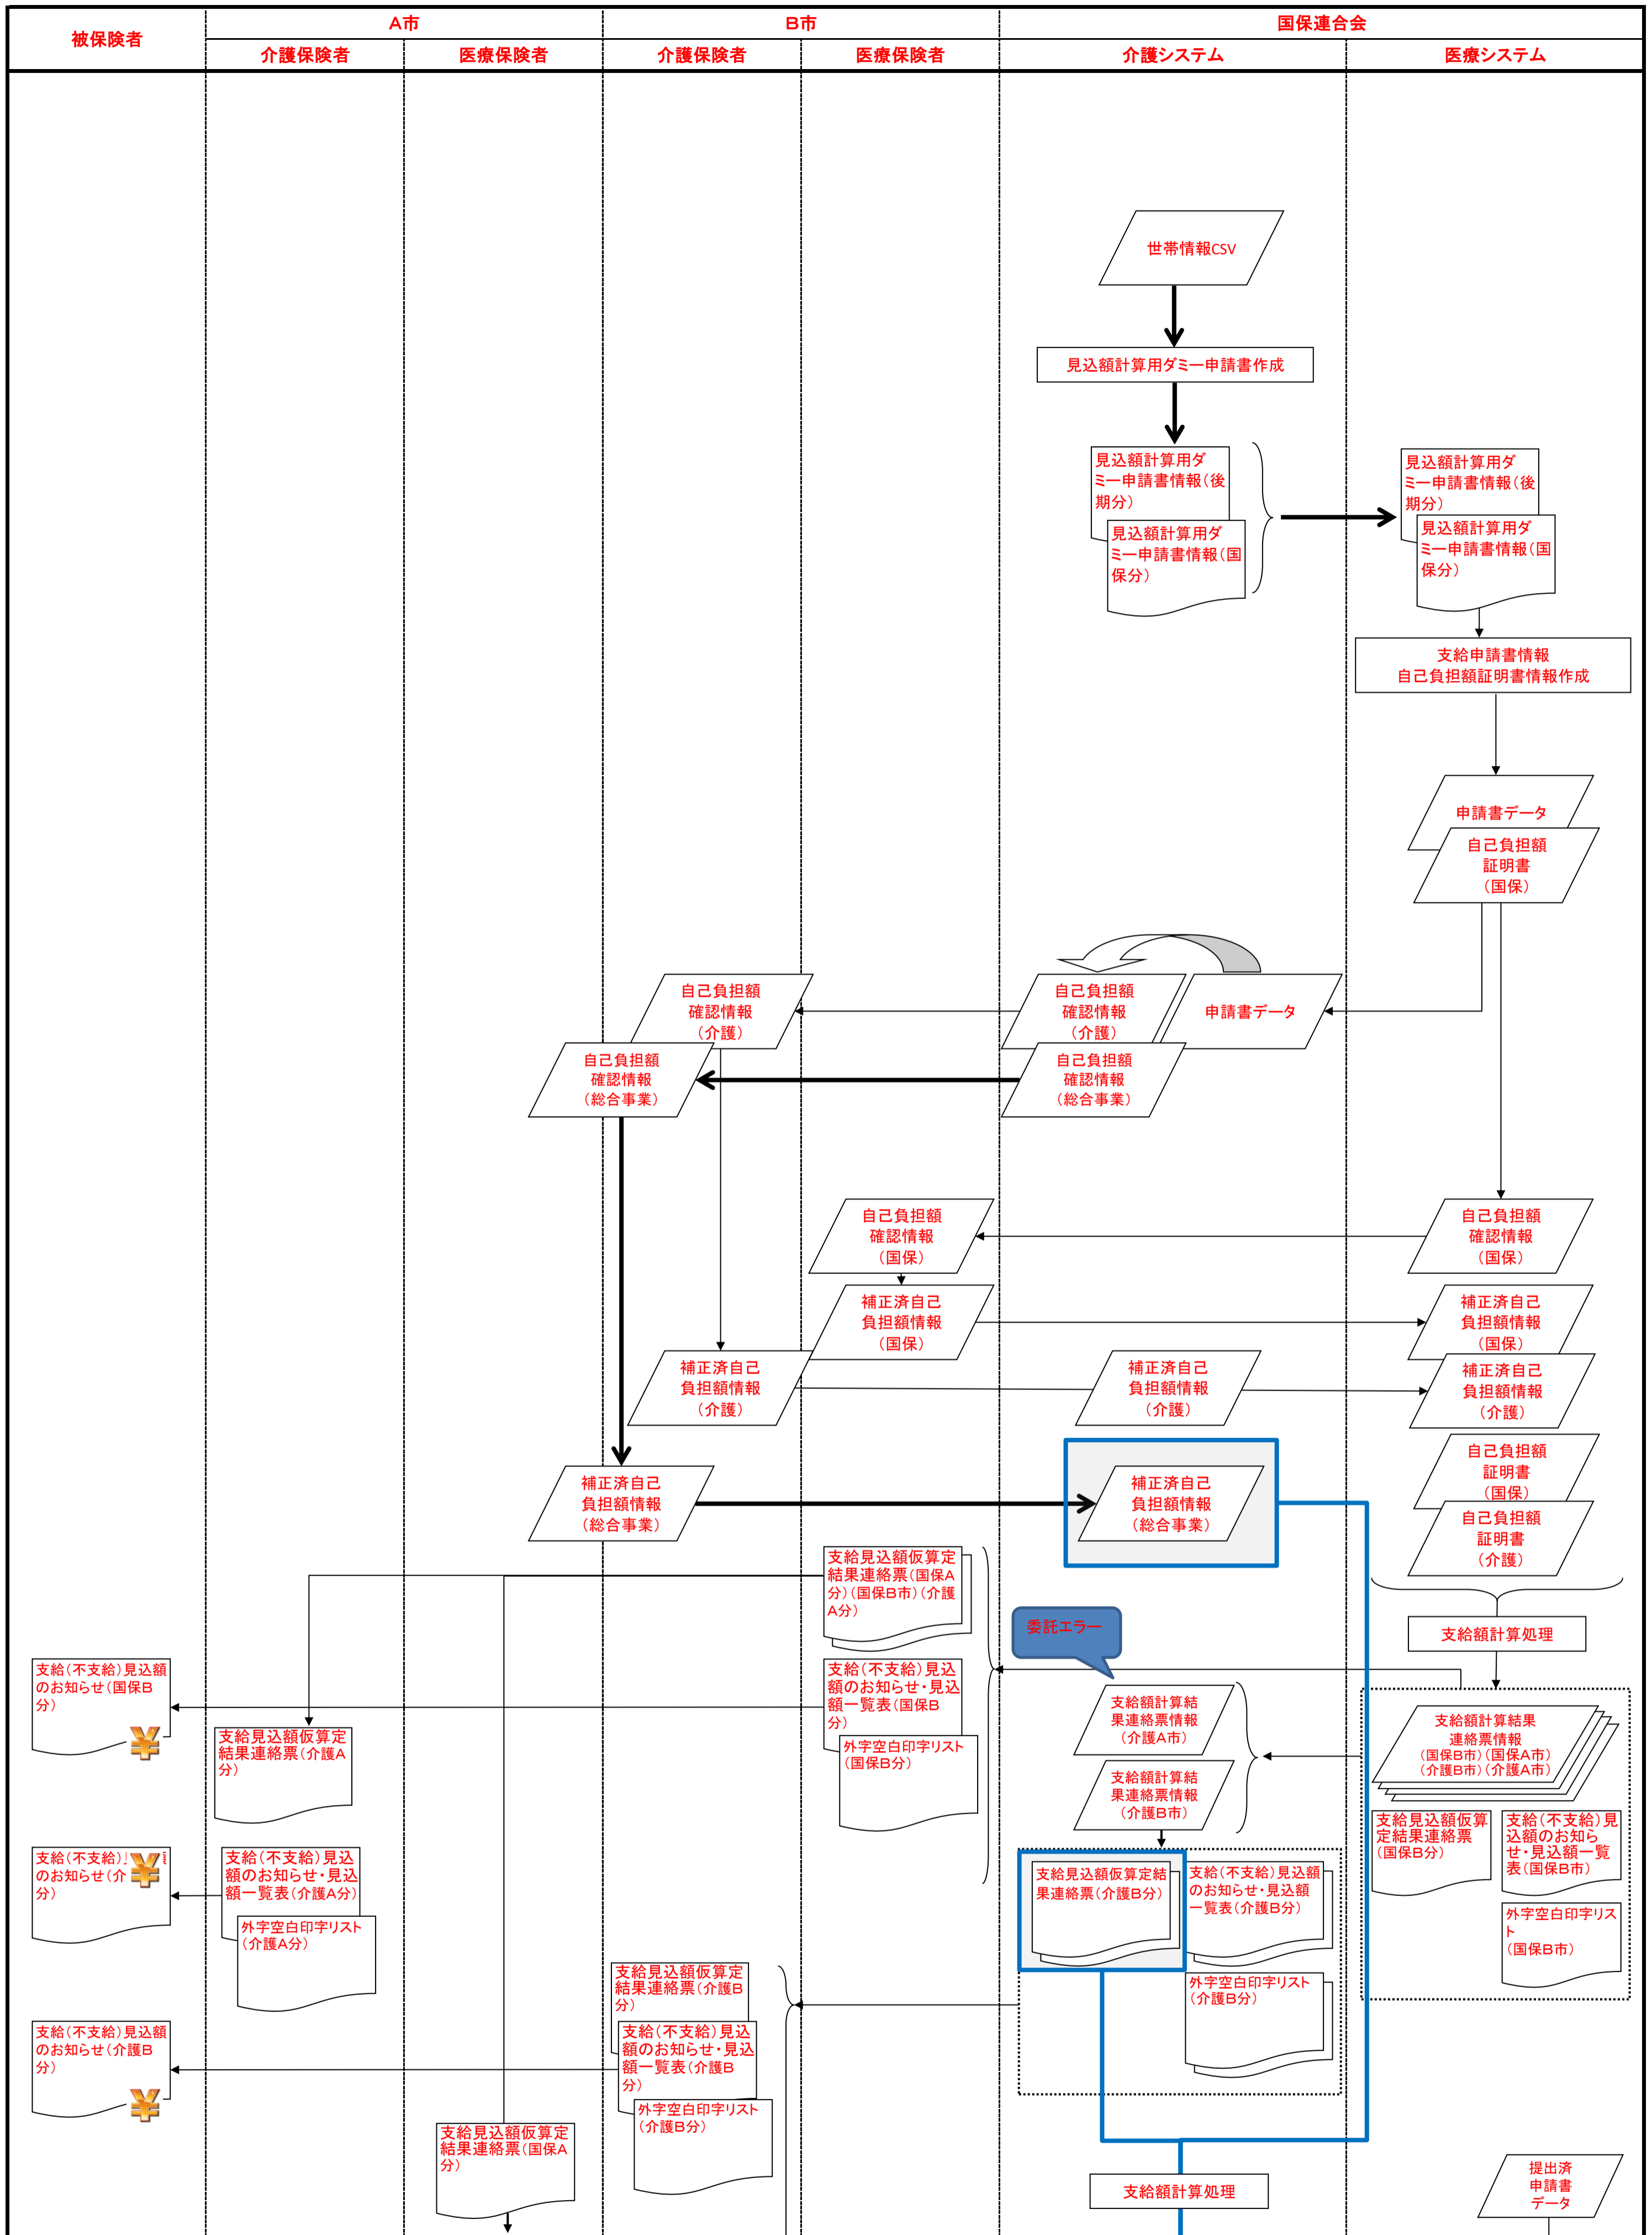 被保険者
A市
B市
国保連合会
介護保険者
医療保険者
介護保険者
医療保険者
介護システム
医療システム
世帯情報CSV
見込額計算用ダミー申請書作成
見込額計算用ダ
ミー申請書情報(後
期分)
見込額計算用ダ
ミー申請書情報(国
保分)
見込額計算用ダ
ミー申請書情報(後
期分)
見込額計算用ダ
ミー申請書情報(国
保分)
支給申請書情報
自己負担額証明書情報作成
申請書データ
自己負担額
証明書
(国保)
自己負担額
確認情報
(介護)
自己負担額
確認情報
(介護)
申請書データ
自己負担額
確認情報
(総合事業)
自己負担額
確認情報
(総合事業)
自己負担額
確認情報
(国保)
自己負担額
確認情報
(国保)
補正済自己
負担額情報
(国保)
補正済自己
負担額情報
(国保)
補正済自己
負担額情報
(介護)
補正済自己
負担額情報
(介護)
補正済自己
負担額情報
(介護)
自己負担額
証明書
(国保)
補正済自己
負担額情報
(総合事業)
補正済自己
負担額情報
(総合事業)
自己負担額
証明書
(介護)
支給見込額仮算定
結果連絡票(国保A
分)(国保B市)(介護
A分)
委託エラー
支給額計算処理
支給(不支給)見込額
のお知らせ(国保B
分)
支給(不支給)見込
額のお知らせ・見込
額一覧表(国保B
分)
外字空白印字リスト
(国保B分)
支給額計算結
果連絡票情報
(介護A市)
支給額計算結
果連絡票情報
(介護B市)
支給額計算結果
連絡票情報
(国保B市)(国保A市)
(介護B市)(介護A市)
支給見込額仮算定
結果連絡票(介護A
分)
支給見込額仮算
定結果連絡票
(国保B分)
支給(不支給)見
込額のお知ら
せ・見込額一覧
表(国保B市)
外字空白印字リス
ト
(国保B市)
支給(不支給)
のお知らせ(介
分)
支給(不支給)見込
額のお知らせ・見込
額一覧表(介護A分)
外字空白印字リスト
(介護A分)
支給見込額仮算定結
果連絡票(介護B分)
支給(不支給)見込額
のお知らせ・見込額
一覧表(介護B分)
外字空白印字リスト
(介護B分)
支給見込額仮算定
結果連絡票(介護B
分)
支給(不支給)見込
額のお知らせ・見込
額一覧表(介護B
分)
外字空白印字リスト
(介護B分)
支給(不支給)見込額
のお知らせ(介護B
分)
支給見込額仮算定
結果連絡票(国保A
分)
支給額計算処理
提出済
申請書
データ